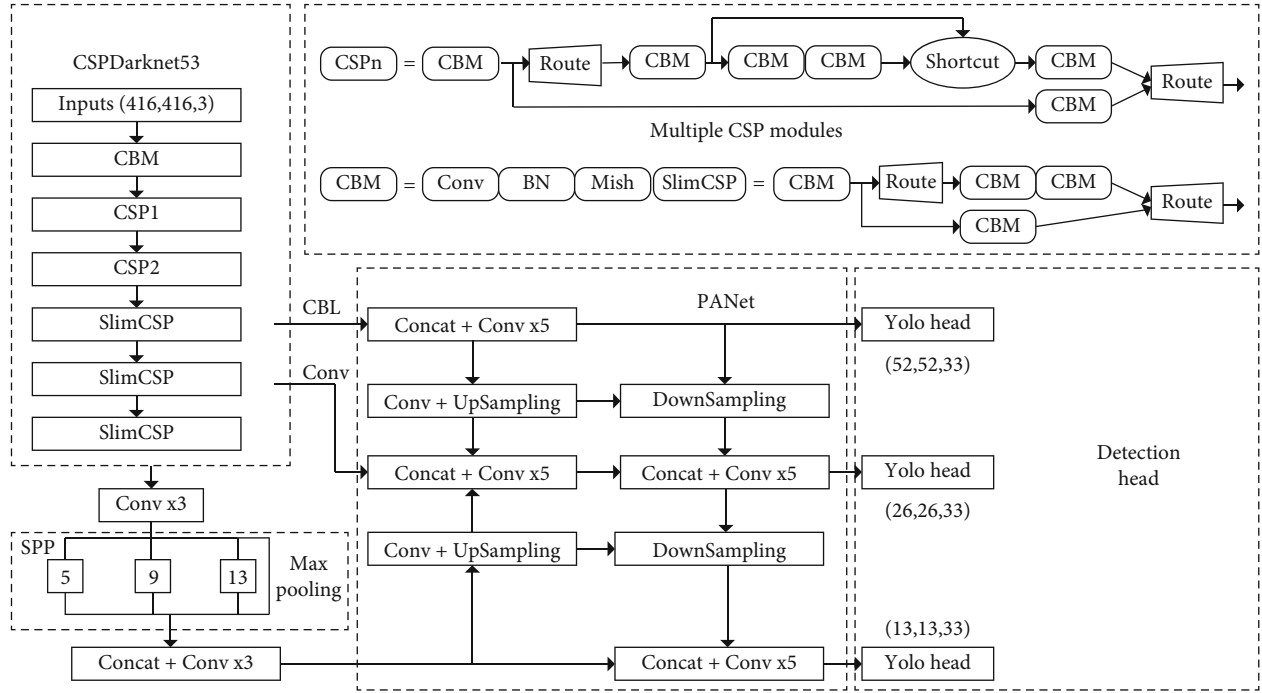 CSPDarknet53
Inputs (416,416,3)
CBM
CSP1
CSP2
SlimCSP
SlimCSP
SlimCSP
Conv x3
SPP
5
9
13
Max
pooling
Concat + Conv x3
CSPn = CBM Route CBM CBM CBM Shortcut CBM
CBM
Route
Multiple CSP modules
CBM = Conv BN Mish SlimCSP = CBM Route CBM CBM
CBM
Route
CBL
Conv
PANet
Concat + Conv x5
Conv + UpSampling
DownSampling
Concat + Conv x5
Concat + Conv x5
Conv + UpSampling
DownSampling
Concat + Conv x5
Yolo head
(52,52,33)
Yolo head
(26,26,33)
(13,13,33)
Yolo head
Detection
head